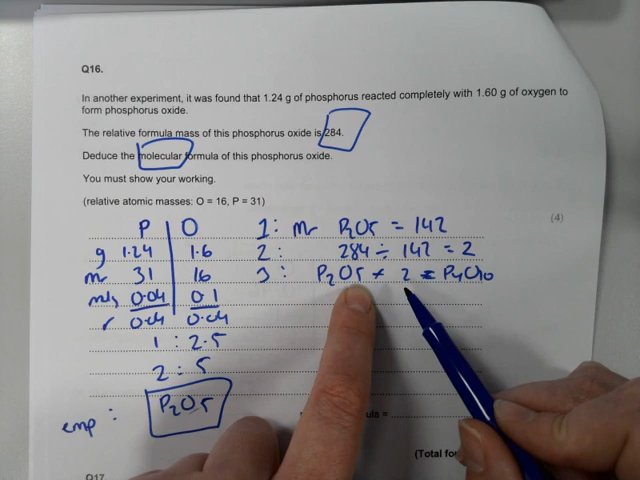 Q16.
In another experiment, it was found that 1.24 g of phosphorus reacted completely with 1.60 g of oxygen to
form phosphorus oxide.
The relative formula mass of this phosphorus oxide is 284.
Deduce the molecular formula of this phosphorus oxide.
You must show your working.
(relative atomic masses: O = 16, P = 31)
(4)
P O 1: mr P2O5 = 142
g 1.24 1.6 2: 284 ÷ 142 = 2
mr 31 16 3: P2O5 × 2 = P4O10
mols 0.04 0.1
r 0.04 0.04
1 : 2.5
2 : 5
emp : P2O5
ula =
(Total for
Q17